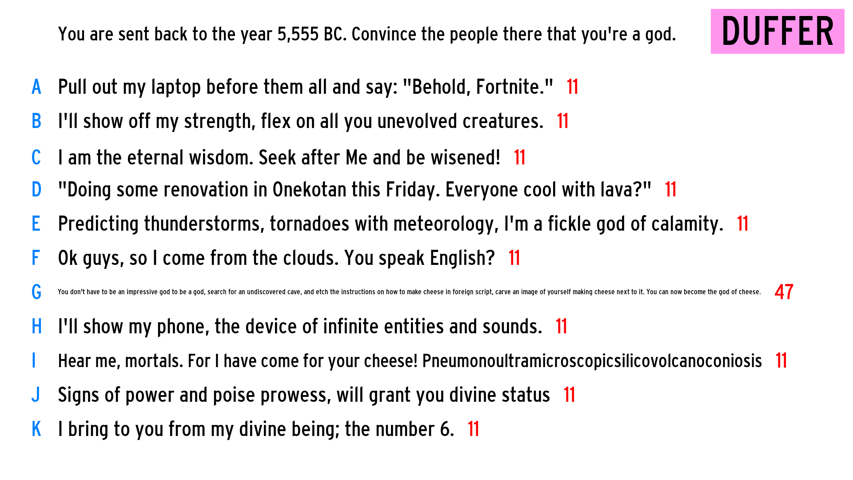 You are sent back to the year 5,555 BC. Convince the people there that you're a god.
DUFFER
A Pull out my laptop before them all and say: "Behold, Fortnite." 11
B I'll show off my strength, flex on all you unevolved creatures. 11
C I am the eternal wisdom. Seek after Me and be wisened! 11
D "Doing some renovation in Onekotan this Friday. Everyone cool with lava?" 11
E Predicting thunderstorms, tornadoes with meteorology, I'm a fickle god of calamity. 11
F Ok guys, so I come from the clouds. You speak English? 11
G You don't have to be an impressive god to be a god, search for an undiscovered cave, and etch the instructions on how to make cheese in foreign script, carve an image of yourself making cheese next to it. You can now become the god of cheese. 47
H I'll show my phone, the device of infinite entities and sounds. 11
I Hear me, mortals. For I have come for your cheese! Pneumonoultramicroscopicsilicovolcanoconiosis 11
J Signs of power and poise prowess, will grant you divine status 11
K I bring to you from my divine being; the number 6. 11